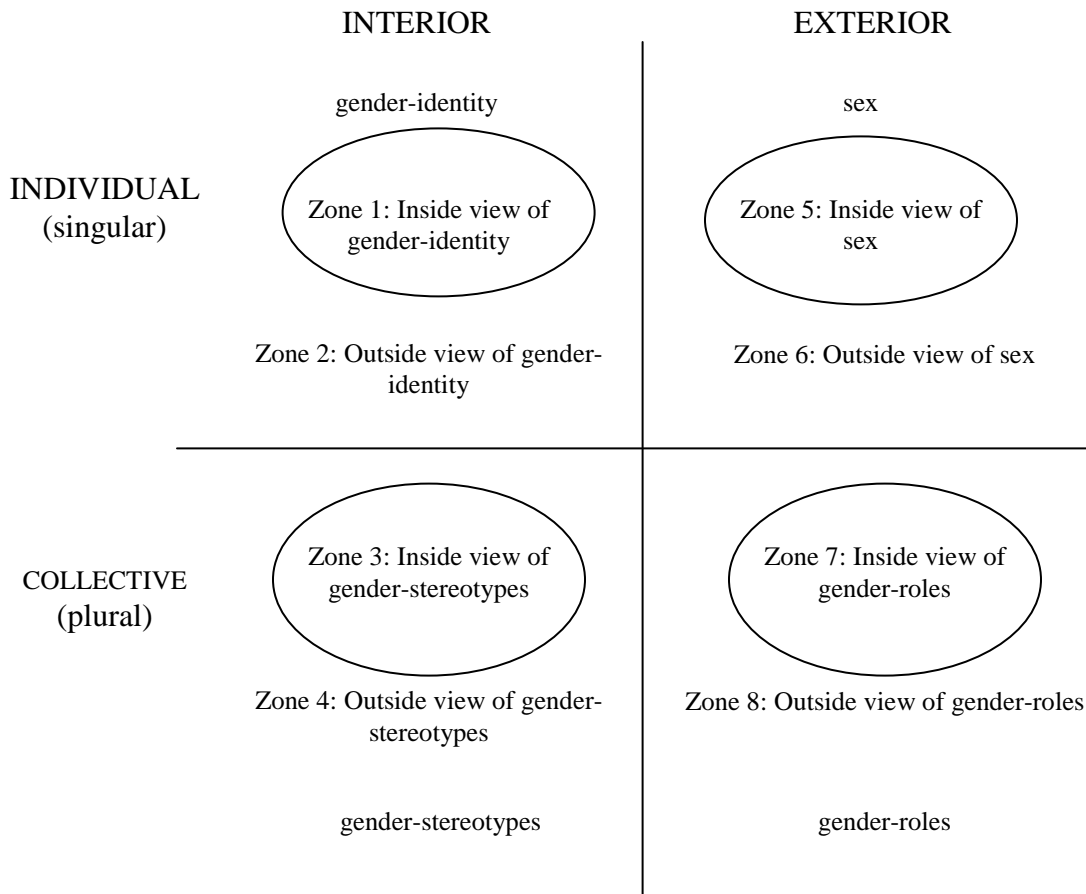 INTERIOR
EXTERIOR
gender-identity
sex
INDIVIDUAL
(singular)
Zone 1: Inside view of
gender-identity
Zone 5: Inside view of
sex
Zone 2: Outside view of gender-
identity
Zone 6: Outside view of sex
COLLECTIVE
(plural)
Zone 3: Inside view of
gender-stereotypes
Zone 7: Inside view of
gender-roles
Zone 4: Outside view of gender-
stereotypes
Zone 8: Outside view of gender-roles
gender-stereotypes
gender-roles